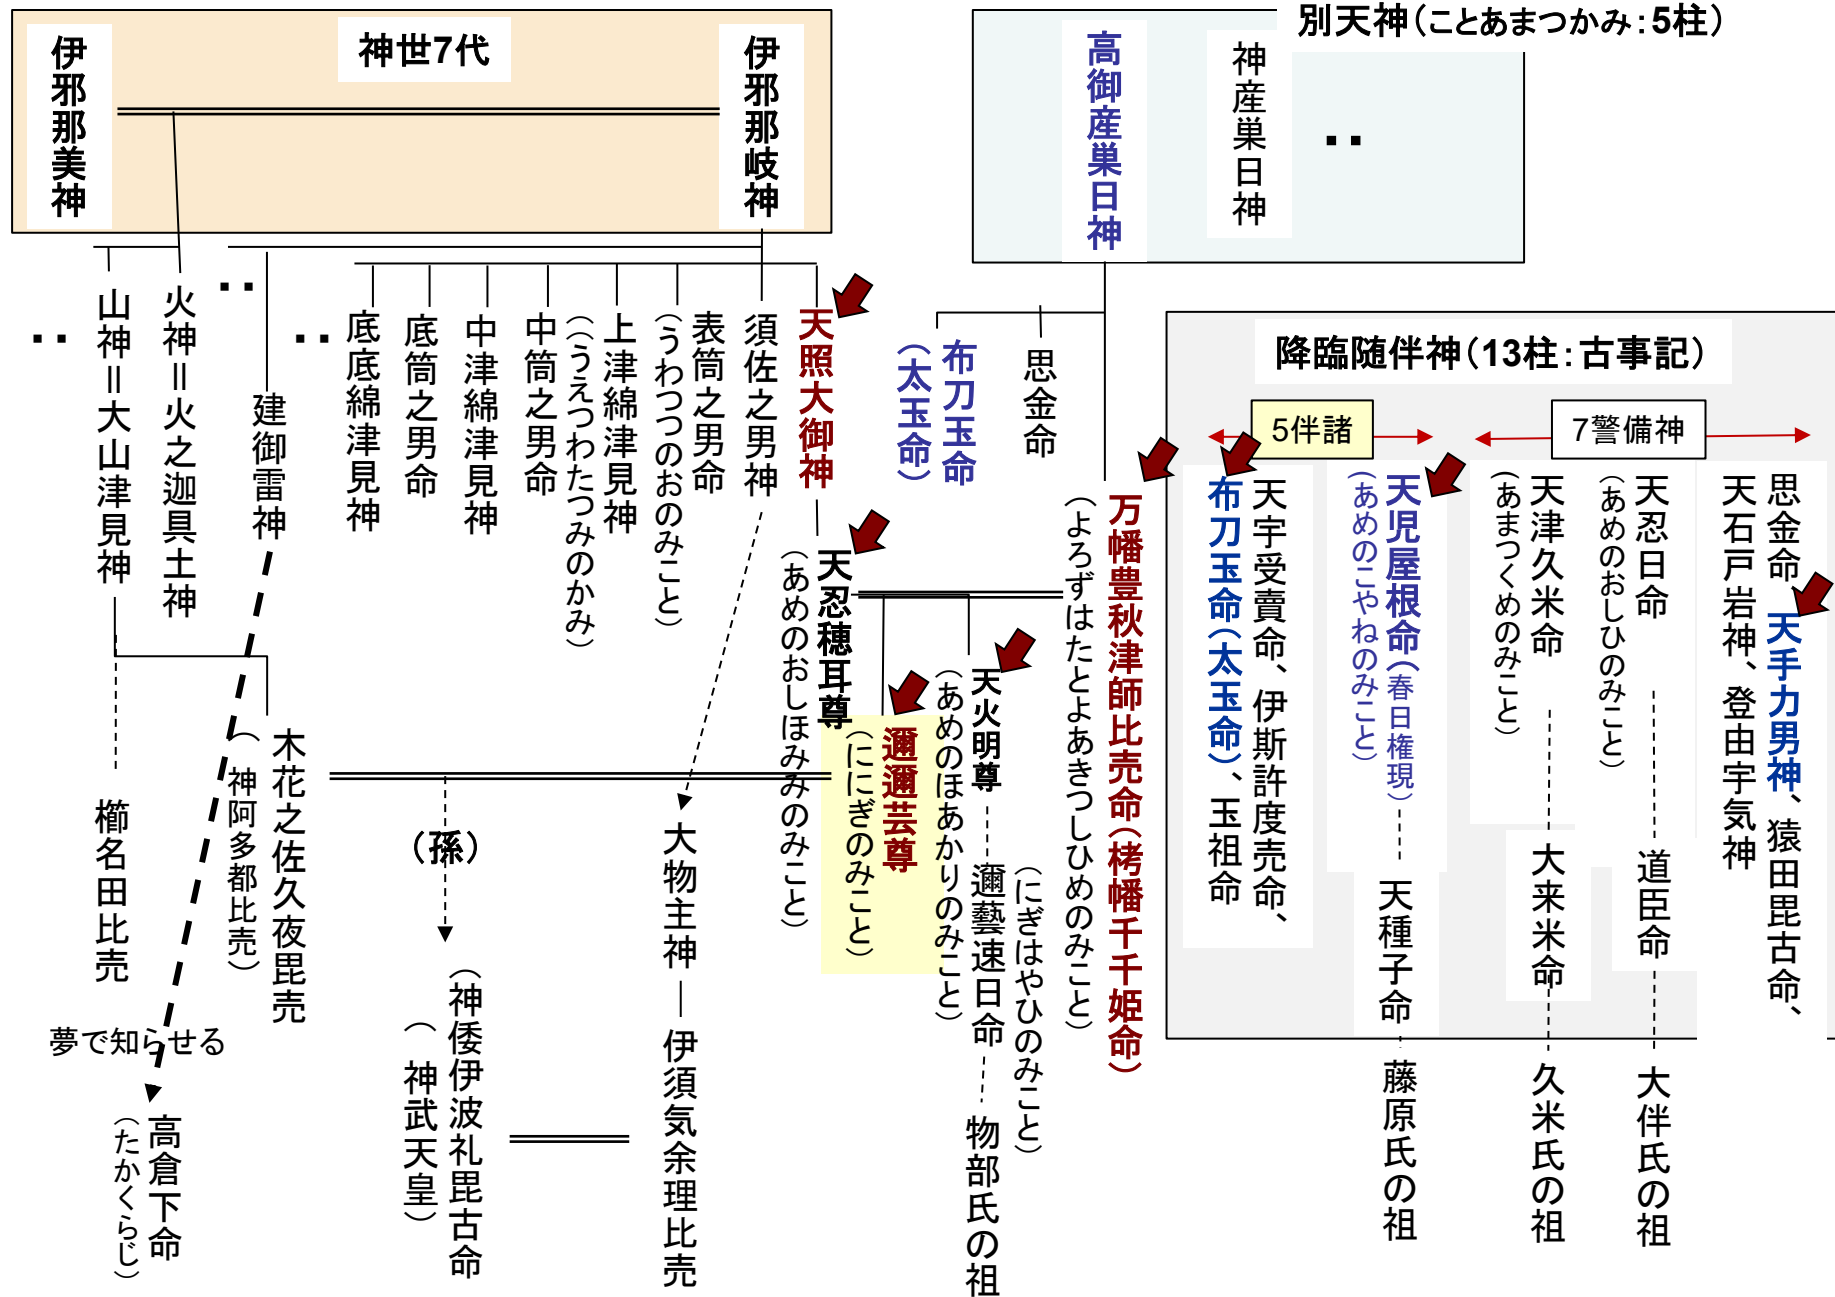 別天神（ことあまつかみ：５柱）
神世７代
伊邪那美神
伊邪那岐神
高御産巣日神
神産巣日神
‥
‥
山神＝大山津見神
火神＝火之迦具土神
‥
建御雷神
‥
底底綿津見神
底筒之男命
中津綿津見神
中筒之男命
上津綿津見神
（（うえつわたつみのかみ）
表筒之男命
（うわつつのおのみこと）
須佐之男神
天照大御神
布刀玉命
（太玉命）
思金命
降臨随伴神（13柱：古事記）
5伴諸
7警備神
万幡豊秋津師比売命（栲幡千千姫命）
（よろずはたとよあきつしひめのみこと）
天忍穂耳尊
（あめのおしほみみのみこと）
天火明尊
（あめのほあかりのみこと）
邇邇芸尊
（ににぎのみこと）
天宇受賣命、伊斯許度売命、
布刀玉命（太玉命）、玉祖命
天児屋根命（春日権現）
（あめのこやねのみこと）
天津久米命
（あまつくめのみこと）
天忍日命
（あめのおしひのみこと）
思金命　天手力男神、猿田毘古命、
天石戸岩神、登由宇気神
木花之佐久夜毘売
（　神阿多都比売）
櫛名田比売
（孫）
大物主神
｜
伊須気余理比売
邇藝速日命
（にぎはやひのみこと）
物部氏の祖
天種子命
藤原氏の祖
大来米命
久米氏の祖
道臣命
大伴氏の祖
夢で知らせる
高倉下命
（たかくらじ）
（神倭伊波礼毘古命
（　神武天皇）